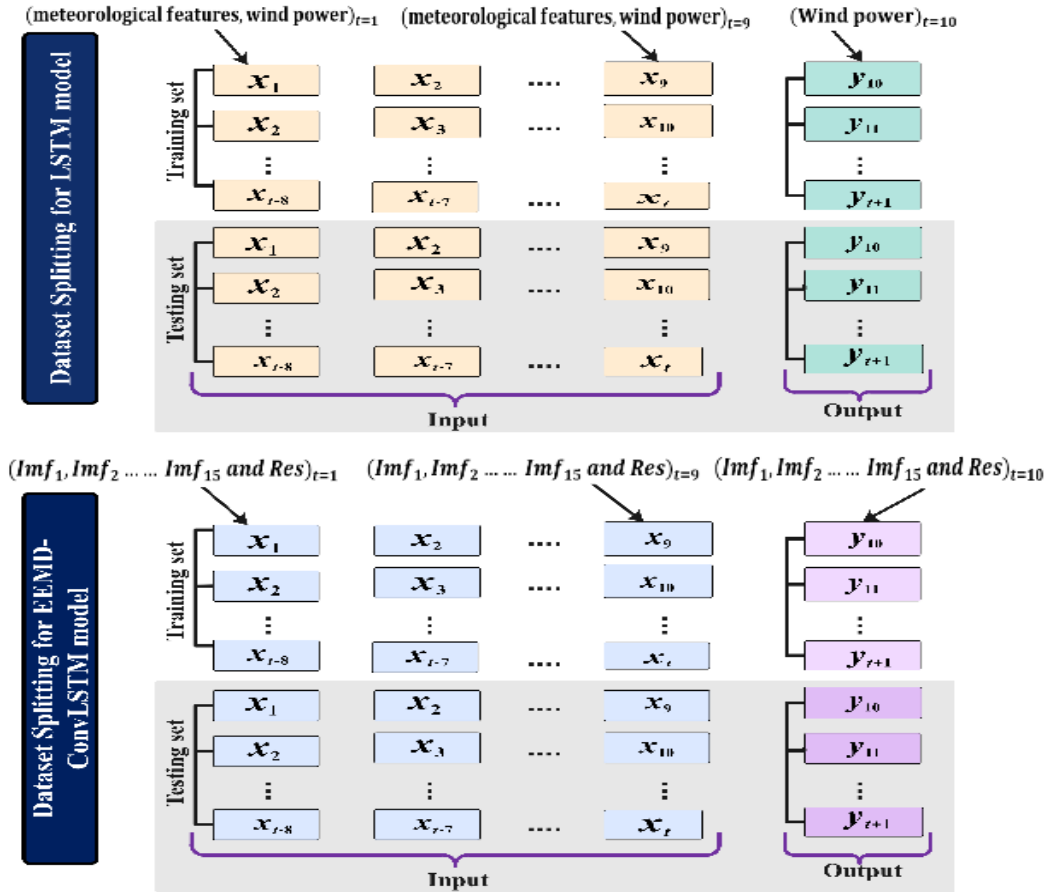 (meteorological features, wind power)t=1
(meteorological features, wind power)t=9
(Wind power)t=10
Dataset Splitting for LSTM model
Training set
x1 x2 .... x9 y10
x2 x3 x10 y11
⋮ ⋮ ⋮ ⋮
xt-8 xt-7 .... xt yt+1
Testing set
x1 x2 .... x9 y10
x2 x3 x10 y11
⋮ ⋮ ⋮ ⋮
xt-8 xt-7 .... xt yt+1
Input
Output
(Imf1, Imf2 ... ... Imf15 and Res)t=1
(Imf1, Imf2 ... ... Imf15 and Res)t=9
(Imf1, Imf2 ... ... Imf15 and Res)t=10
Dataset Splitting for EEMD-
ConvLSTM model
Training set
x1 x2 .... x9 y10
x2 x3 x10 y11
⋮ ⋮ ⋮ ⋮
xt-8 xt-7 .... xt yt+1
Testing set
x1 x2 .... x9 y10
x2 x3 x10 y11
⋮ ⋮ ⋮ ⋮
xt-8 xt-7 .... xt yt+1
Input
Output